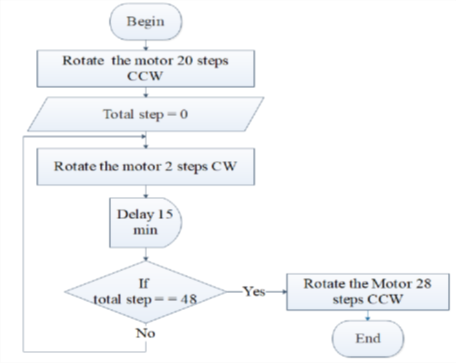 Begin
Rotate the motor 20 steps
CCW
Total step = 0
Rotate the motor 2 steps CW
Delay 15
min
If
total step = = 48
Yes
Rotate the Motor 28
steps CCW
No
End